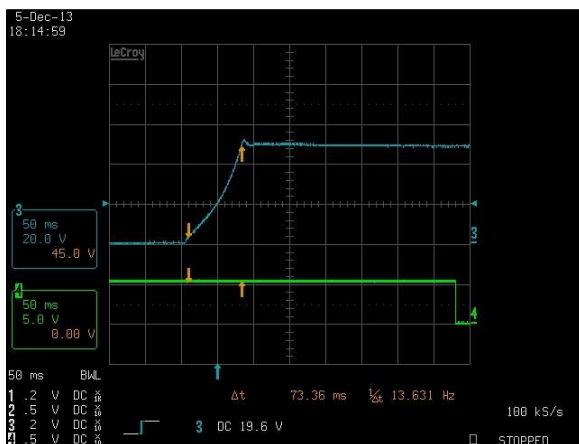 5-Dec-13
18:14:59
LeCroy
3
50 ms
20.0 V
45.0 V
4
50 ms
5.0 V
0.00 V
3
4
50 ms BWL
1 .2 V DC
2 .5 V DC
3 2 V DC
4 .5 V DC
Δt 73.36 ms 1/Δt 13.631 Hz
3 DC 19.6 V
100 kS/s
STOPPED